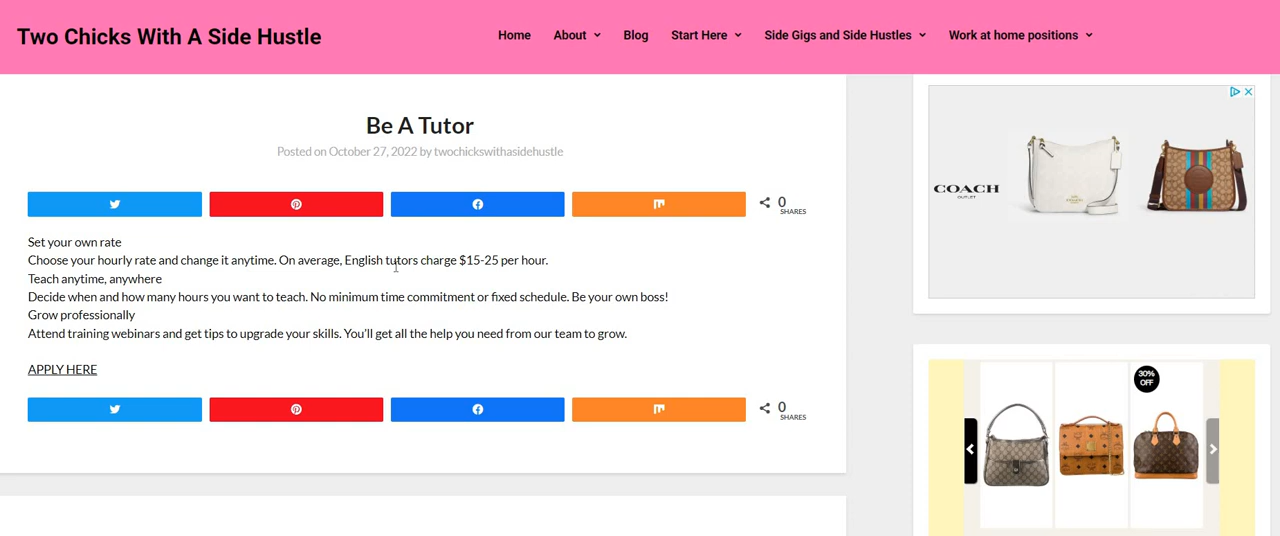 Two Chicks With A Side Hustle
Home About Blog Start Here Side Gigs and Side Hustles Work at home positions
Be A Tutor
Posted on October 27, 2022 by twochickswithasidehustle
0
SHARES
Set your own rate
Choose your hourly rate and change it anytime. On average, English tutors charge $15-25 per hour.
Teach anytime, anywhere
Decide when and how many hours you want to teach. No minimum time commitment or fixed schedule. Be your own boss!
Grow professionally
Attend training webinars and get tips to upgrade your skills. You'll get all the help you need from our team to grow.
APPLY HERE
0
SHARES
COACH
OUTLET
30%
OFF